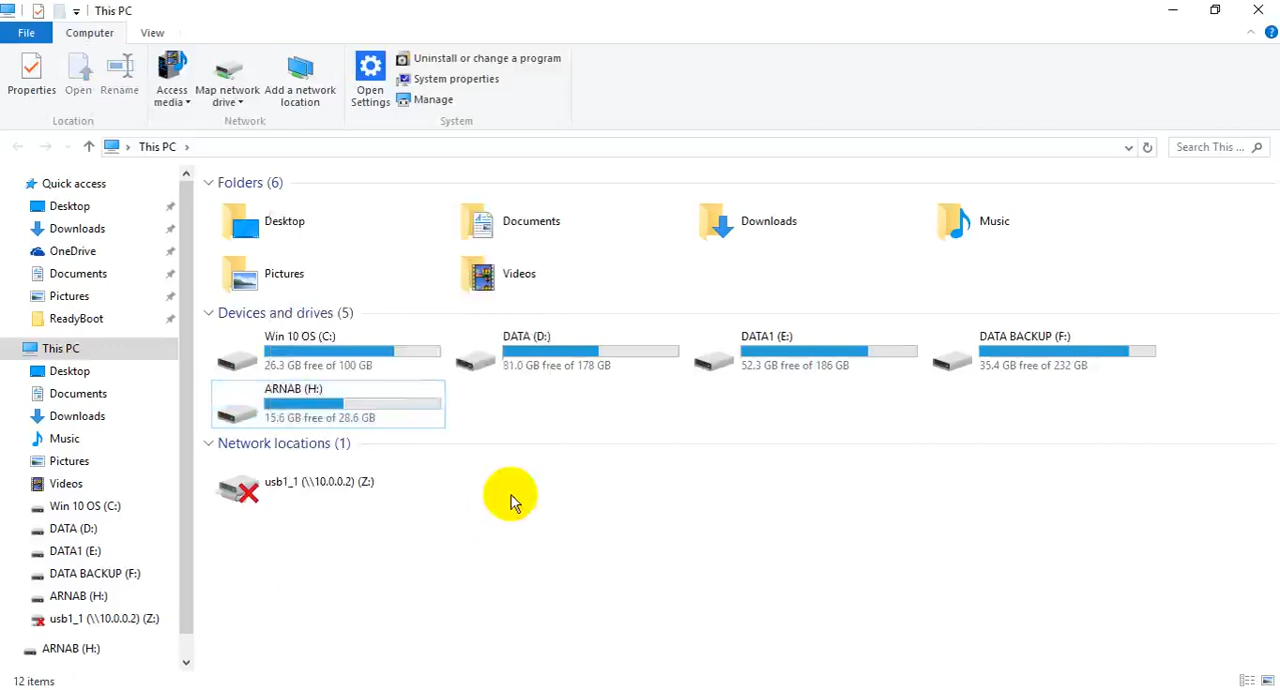 This PC
File
Computer
View
Properties
Open
Rename
Access media
Map network drive
Add a network location
Open Settings
Uninstall or change a program
System properties
Manage
Location
Network
System
This PC
Search This ...
Quick access
Desktop
Downloads
OneDrive
Documents
Pictures
ReadyBoot
This PC
Desktop
Documents
Downloads
Music
Pictures
Videos
Win 10 OS (C:)
DATA (D:)
DATA1 (E:)
DATA BACKUP (F:)
ARNAB (H:)
usb1_1 (\\10.0.0.2) (Z:)
ARNAB (H:)
Folders (6)
Desktop
Documents
Downloads
Music
Pictures
Videos
Devices and drives (5)
Win 10 OS (C:)
26.3 GB free of 100 GB
DATA (D:)
81.0 GB free of 178 GB
DATA1 (E:)
52.3 GB free of 186 GB
DATA BACKUP (F:)
35.4 GB free of 232 GB
ARNAB (H:)
15.6 GB free of 28.6 GB
Network locations (1)
usb1_1 (\\10.0.0.2) (Z:)
12 items